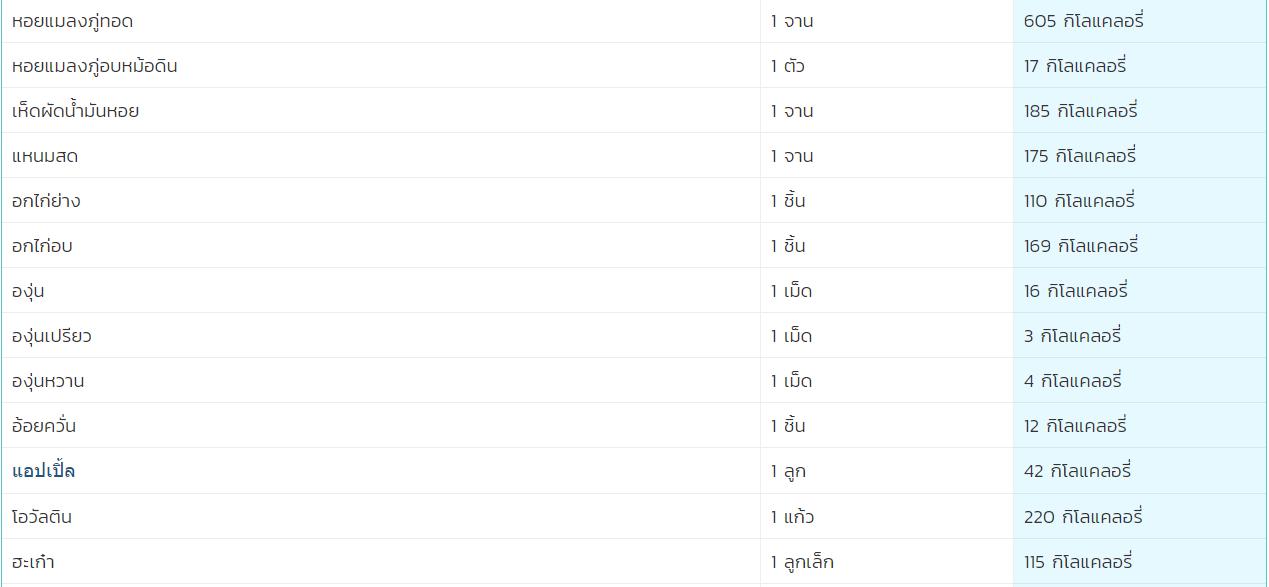 หอยแมลงภู่ทอด 1 จาน 605 กิโลแคลอรี่
หอยแมลงภู่อบหม้อดิน 1 ตัว 17 กิโลแคลอรี่
เห็ดผัดน้ำมันหอย 1 จาน 185 กิโลแคลอรี่
แหนมสด 1 จาน 175 กิโลแคลอรี่
อกไก่ย่าง 1 ชิ้น 110 กิโลแคลอรี่
อกไก่อบ 1 ชิ้น 169 กิโลแคลอรี่
องุ่น 1 เม็ด 16 กิโลแคลอรี่
องุ่นเปรียว 1 เม็ด 3 กิโลแคลอรี่
องุ่นหวาน 1 เม็ด 4 กิโลแคลอรี่
อ้อยควั่น 1 ชิ้น 12 กิโลแคลอรี่
แอปเปิ้ล 1 ลูก 42 กิโลแคลอรี่
โอวัลติน 1 แก้ว 220 กิโลแคลอรี่
ฮะเก๋า 1 ลูกเล็ก 115 กิโลแคลอรี่